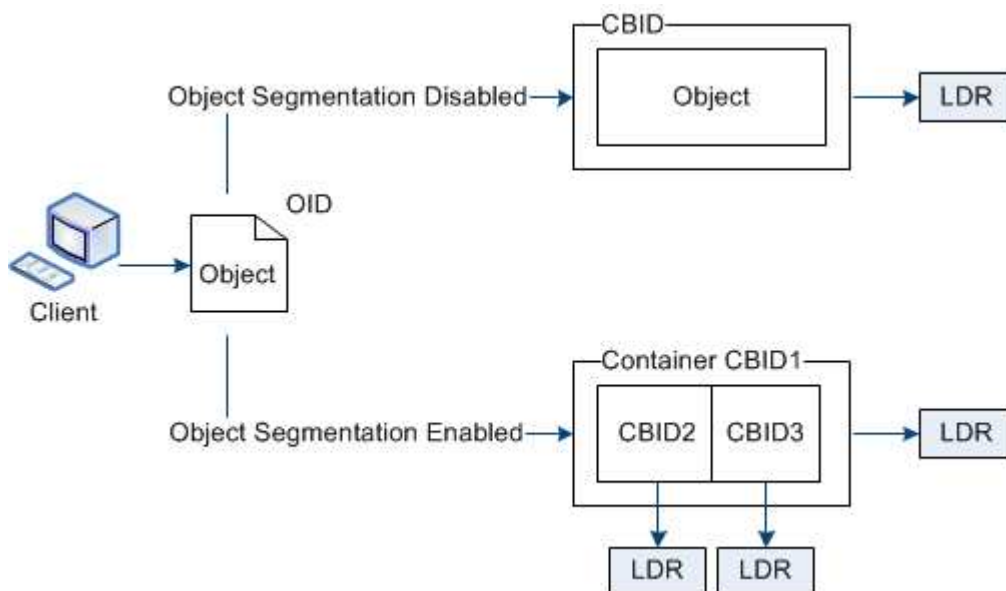 CBID
Object Segmentation Disabled
Object
LDR
OID
Object
Client
Container CBID1
Object Segmentation Enabled
CBID2
CBID3
LDR
LDR
LDR